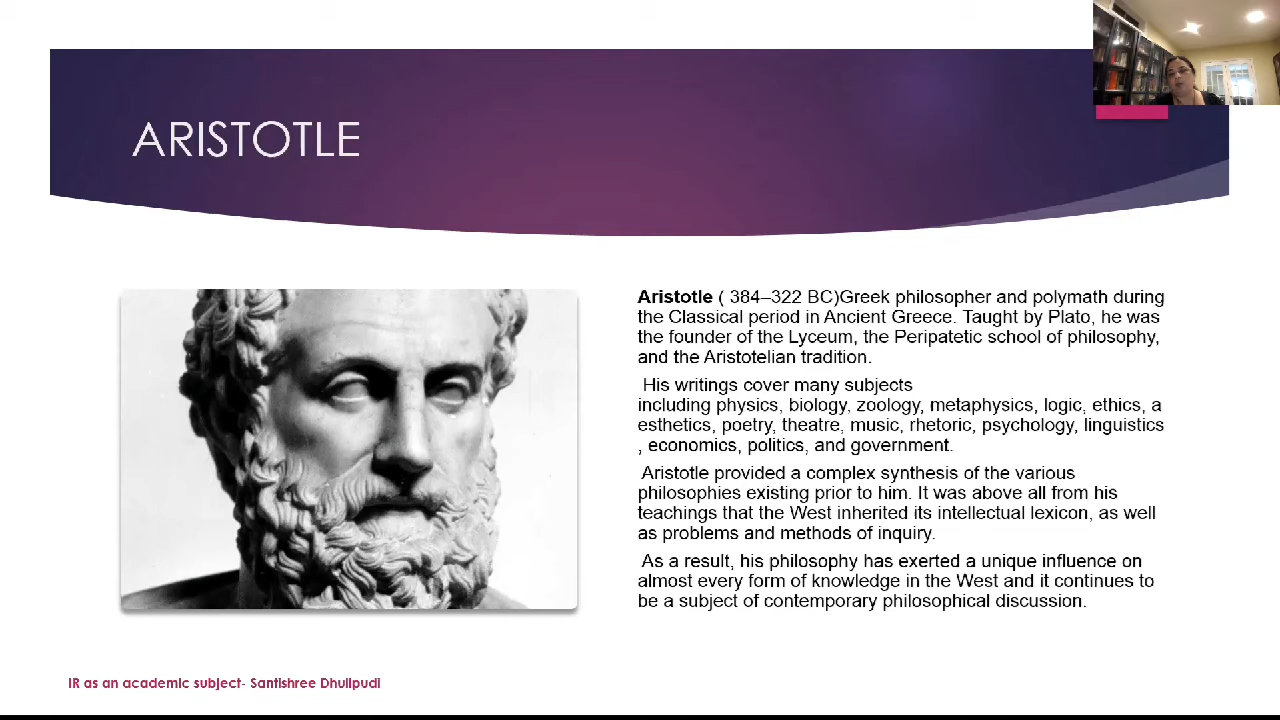 ARISTOTLE
Aristotle ( 384–322 BC)Greek philosopher and polymath during
the Classical period in Ancient Greece. Taught by Plato, he was
the founder of the Lyceum, the Peripatetic school of philosophy,
and the Aristotelian tradition.
His writings cover many subjects
including physics, biology, zoology, metaphysics, logic, ethics, a
esthetics, poetry, theatre, music, rhetoric, psychology, linguistics
, economics, politics, and government.
Aristotle provided a complex synthesis of the various
philosophies existing prior to him. It was above all from his
teachings that the West inherited its intellectual lexicon, as well
as problems and methods of inquiry.
As a result, his philosophy has exerted a unique influence on
almost every form of knowledge in the West and it continues to
be a subject of contemporary philosophical discussion.
IR as an academic subject- Santishree Dhulipudi